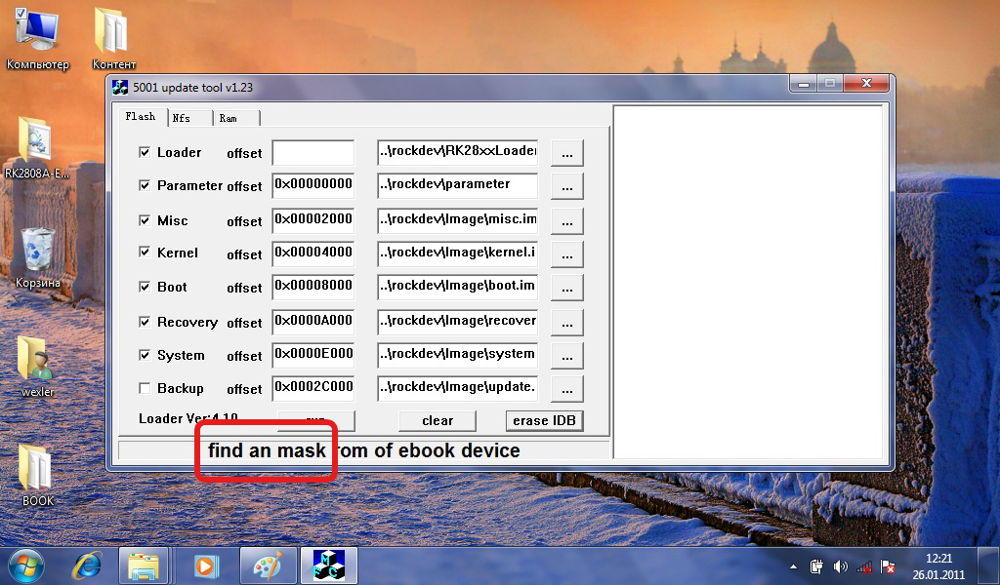 Компьютер
Контент
RK2808A-E...
Корзина
wexler
BOOK
5001 update tool v1.23
Flash Nfs Ram
Loader offset ..\rockdev\RK28xxLoader ...
Parameter offset 0x00000000 ..\rockdev\parameter ...
Misc offset 0x00002000 ..\rockdev\Image\misc.im ...
Kernel offset 0x00004000 ..\rockdev\Image\kernel.i ...
Boot offset 0x00008000 ..\rockdev\Image\boot.im ...
Recovery offset 0x0000A000 ..\rockdev\Image\recover ...
System offset 0x0000E000 ..\rockdev\Image\system ...
Backup offset 0x0002C000 ..\rockdev\Image\update. ...
Loader Ver:4.10 clear erase IDB
find an mask rom of ebook device
12:21
26.01.2011